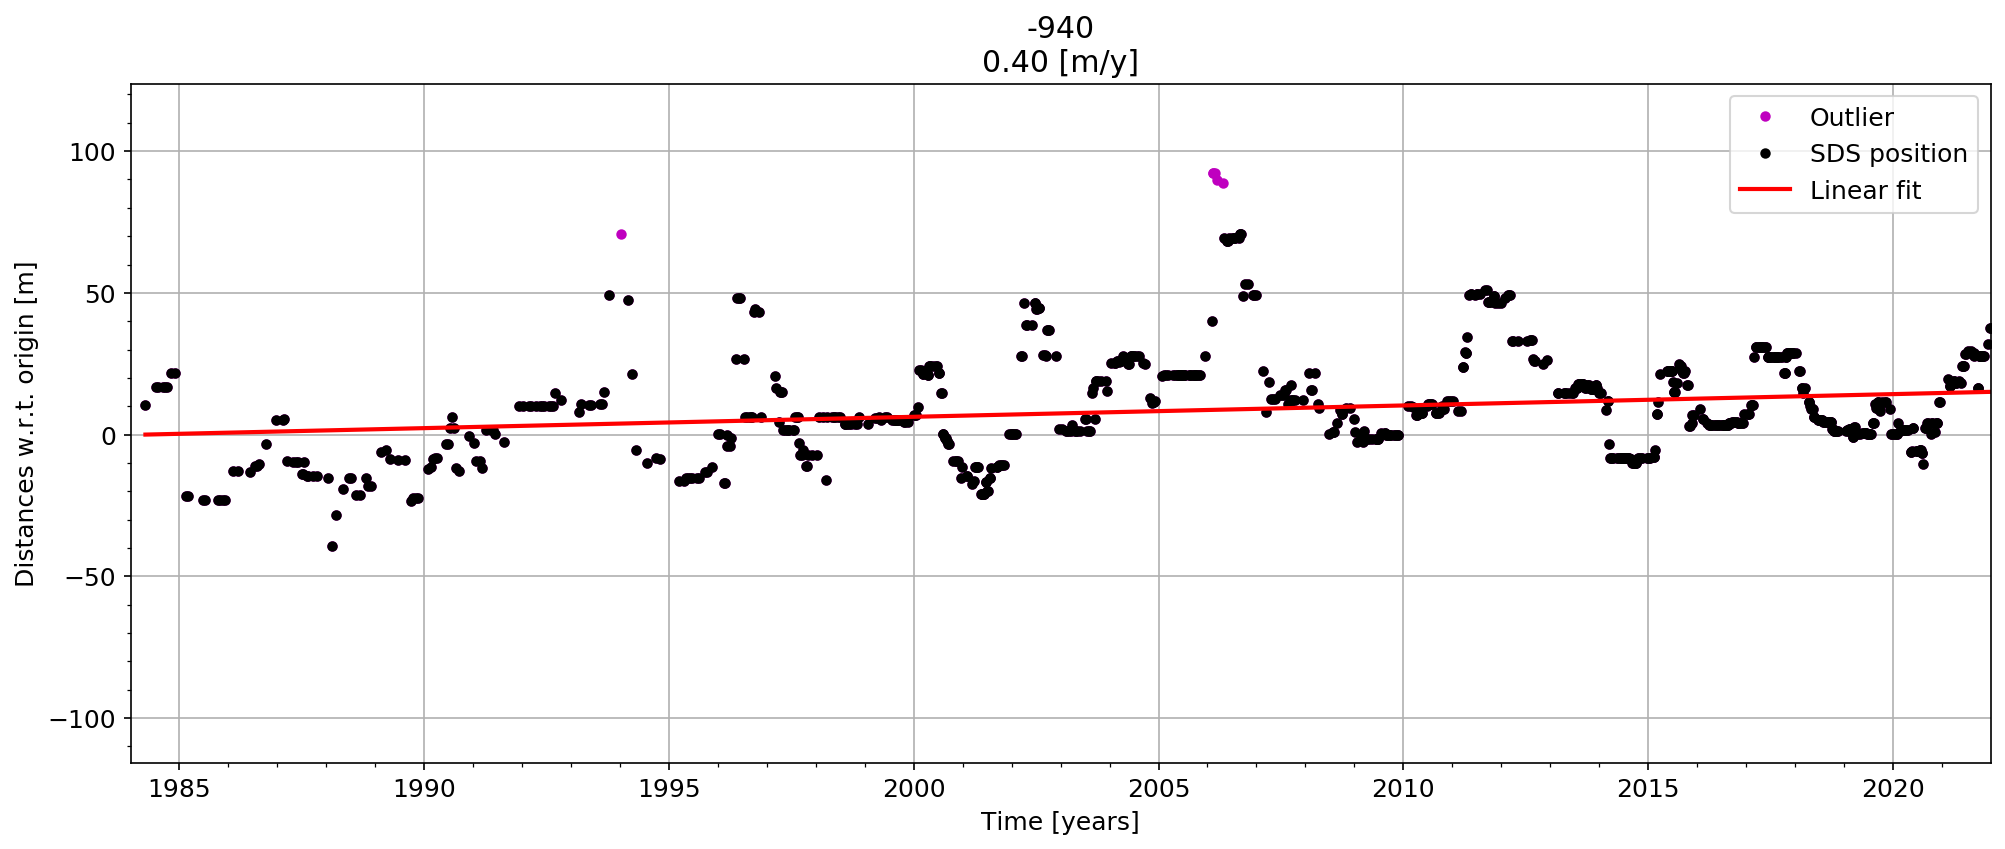 -940
0.40 [m/y]
Outlier
SDS position
Linear fit
Distances w.r.t. origin [m]
100
50
0
−50
−100
1985 1990 1995 2000 2005 2010 2015 2020
Time [years]